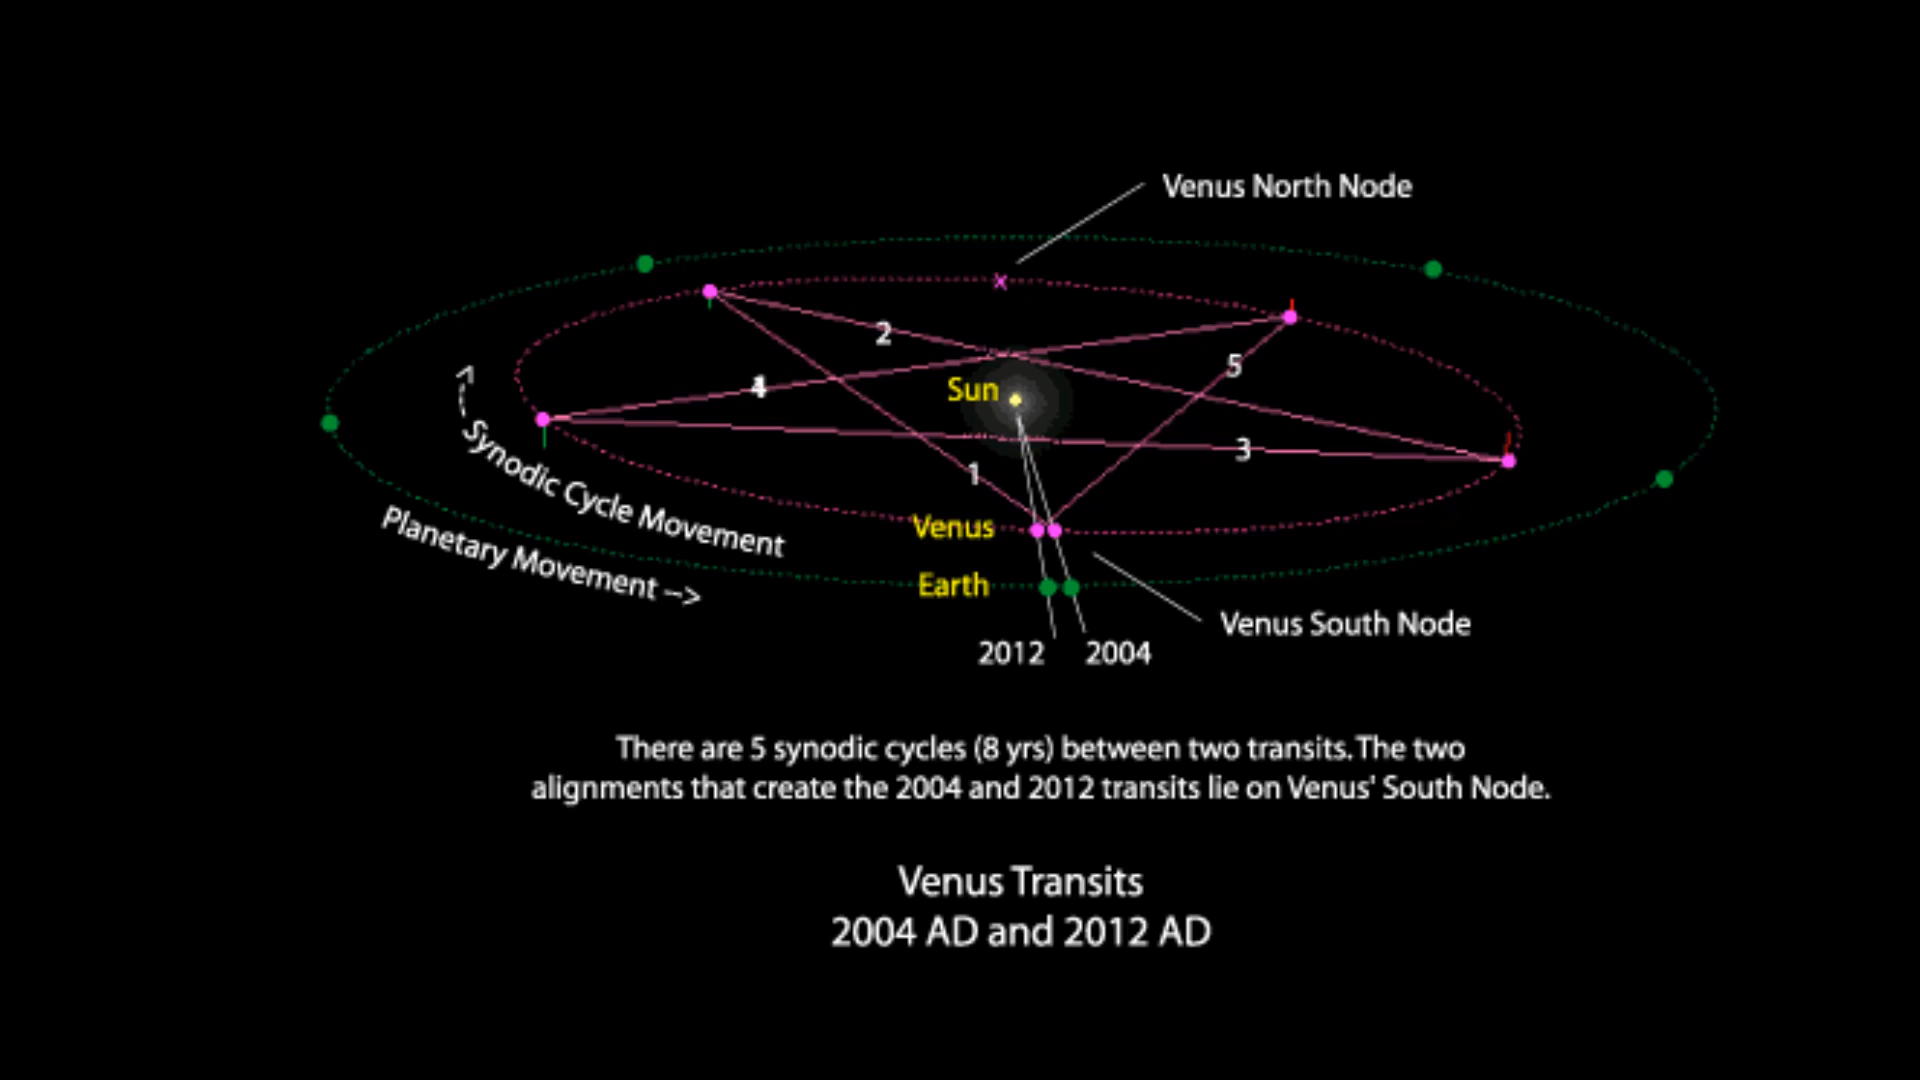 Venus North Node
2
5
4
Sun
3
1
<-- Synodic Cycle Movement
Planetary Movement -->
Venus
Earth
Venus South Node
2012
2004
There are 5 synodic cycles (8 yrs) between two transits. The two
alignments that create the 2004 and 2012 transits lie on Venus' South Node.
Venus Transits
2004 AD and 2012 AD